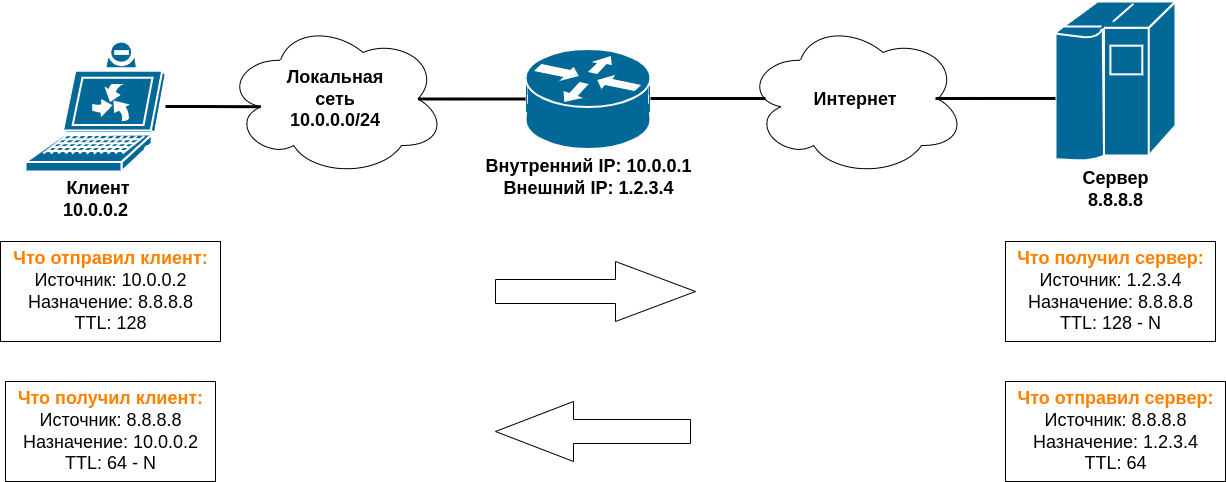 Локальная
сеть
10.0.0.0/24
Интернет
Клиент
10.0.0.2
Внутренний IP: 10.0.0.1
Внешний IP: 1.2.3.4
Сервер
8.8.8.8
Что отправил клиент:
Источник: 10.0.0.2
Назначение: 8.8.8.8
TTL: 128
Что получил сервер:
Источник: 1.2.3.4
Назначение: 8.8.8.8
TTL: 128 - N
Что получил клиент:
Источник: 8.8.8.8
Назначение: 10.0.0.2
TTL: 64 - N
Что отправил сервер:
Источник: 8.8.8.8
Назначение: 1.2.3.4
TTL: 64